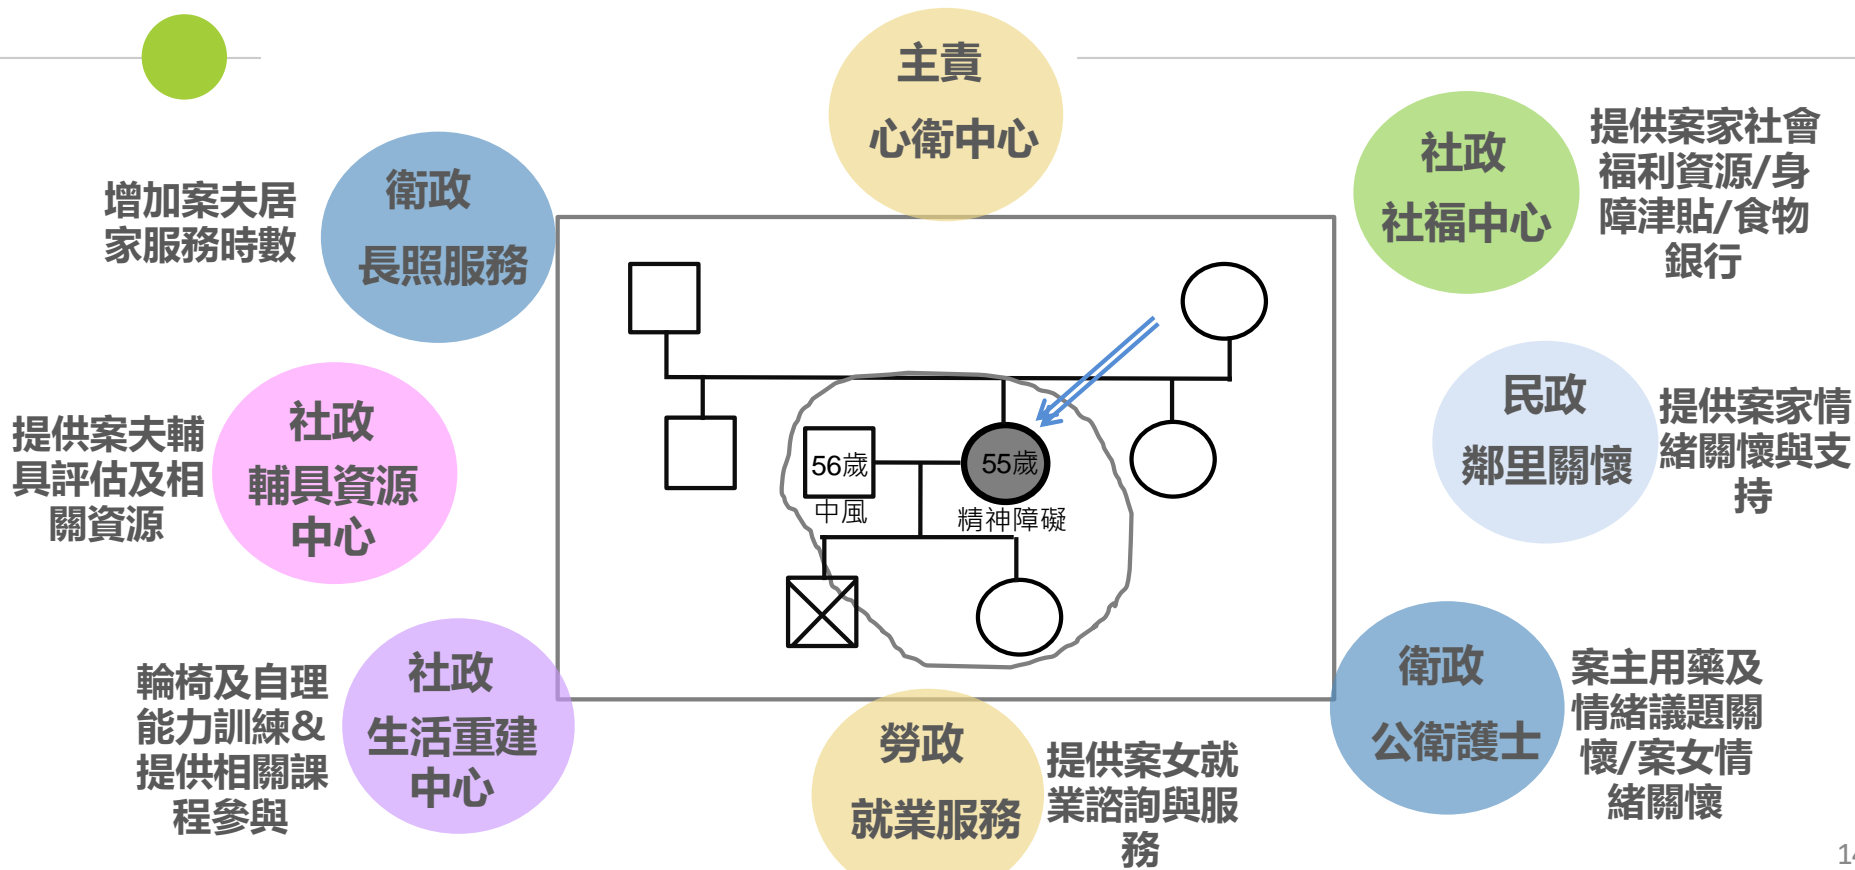 主責
心衛中心
衛政
長照服務
增加案夫居
家服務時數
社政
社福中心
提供案家社會
福利資源/身
障津貼/食物
銀行
社政
輔具資源
中心
提供案夫輔
具評估及相
關資源
56歲
中風
55歲
精神障礙
民政
鄰里關懷
提供案家情
緒關懷與支
持
社政
生活重建
中心
輪椅及自理
能力訓練&
提供相關課
程參與
勞政
就業服務
提供案女就
業諮詢與服
務
衛政
公衛護士
案主用藥及
情緒議題關
懷/案女情
緒關懷